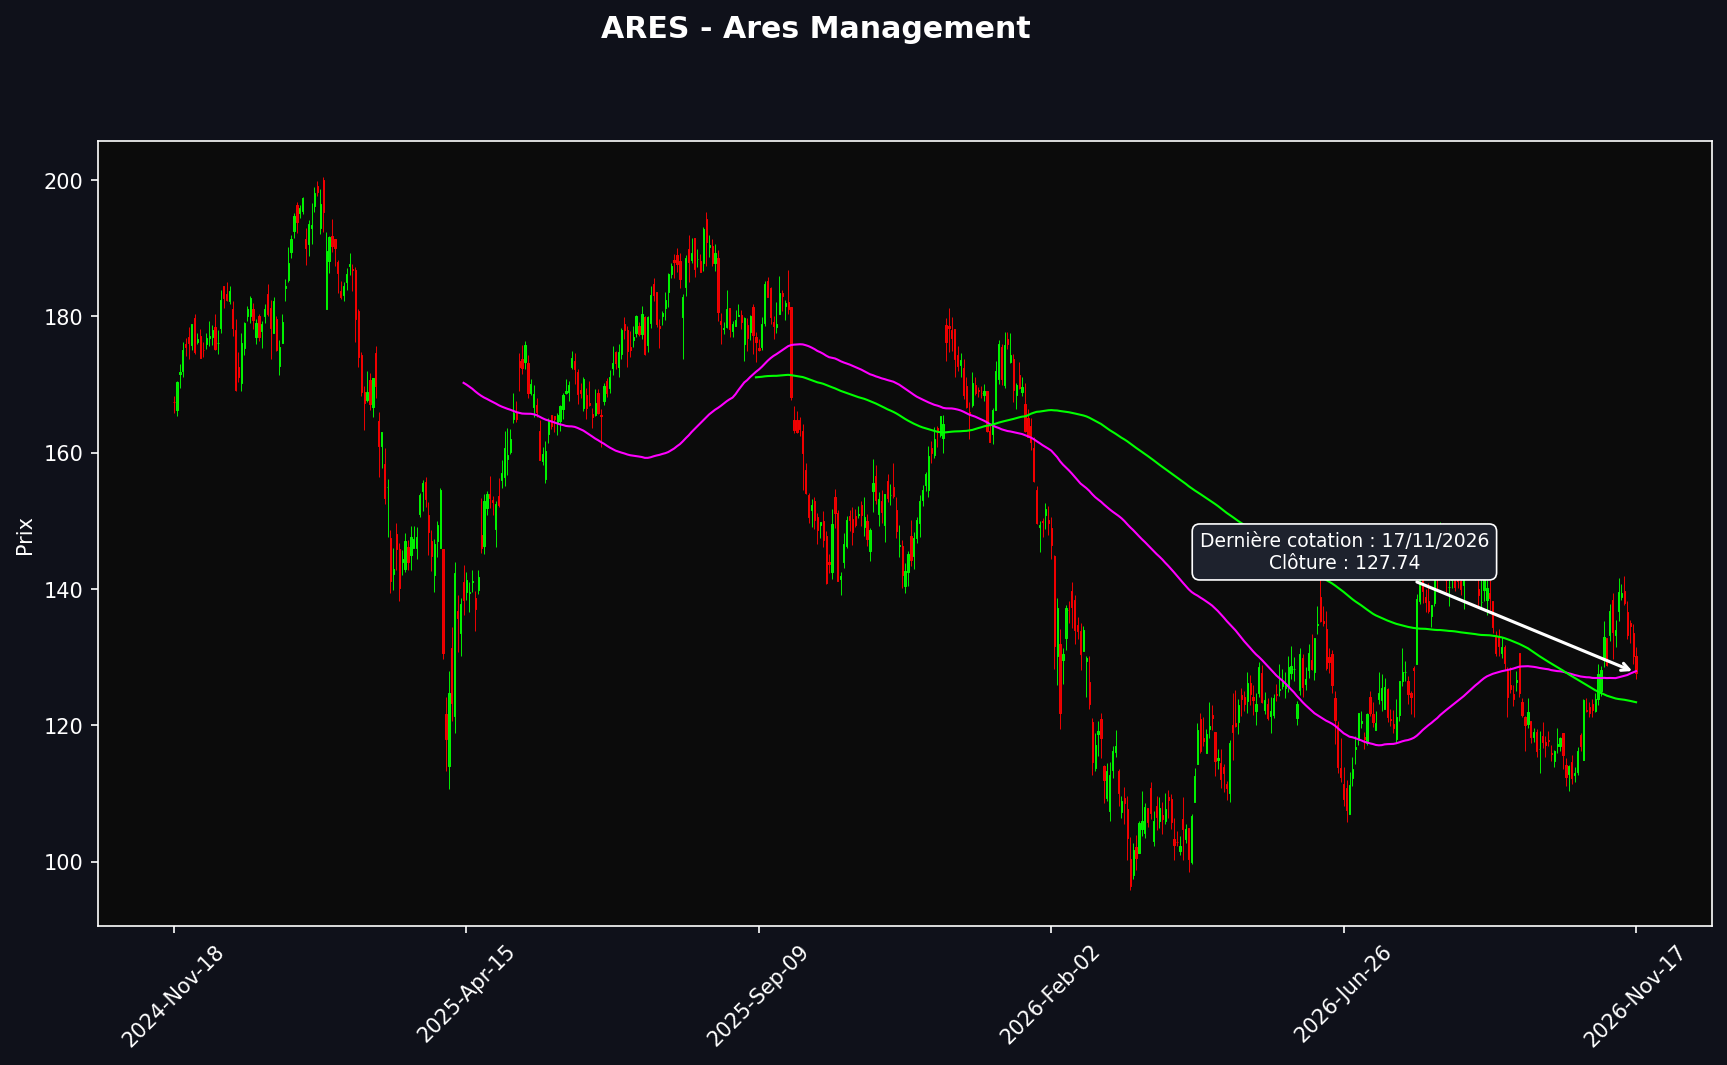 ARES - Ares Management
Prix
200
180
160
140
120
100
Dernière cotation : 17/11/2026
Clôture : 127.74
2024-Nov-18
2025-Apr-15
2025-Sep-09
2026-Feb-02
2026-Jun-26
2026-Nov-17